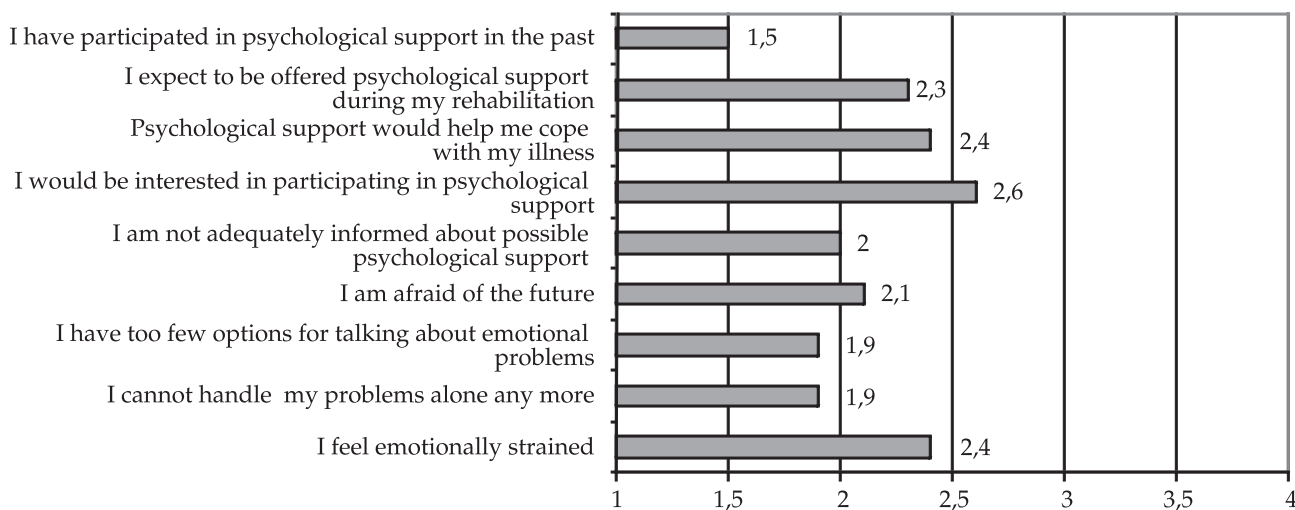 I have participated in psychological support in the past
1,5
I expect to be offered psychological support
during my rehabilitation
2,3
Psychological support would help me cope
with my illness
2,4
I would be interested in participating in psychological
support
2,6
I am not adequately informed about possible
psychological support
2
I am afraid of the future
2,1
I have too few options for talking about emotional
problems
1,9
I cannot handle  my problems alone any more
1,9
I feel emotionally strained
2,4
1 1,5 2 2,5 3 3,5 4